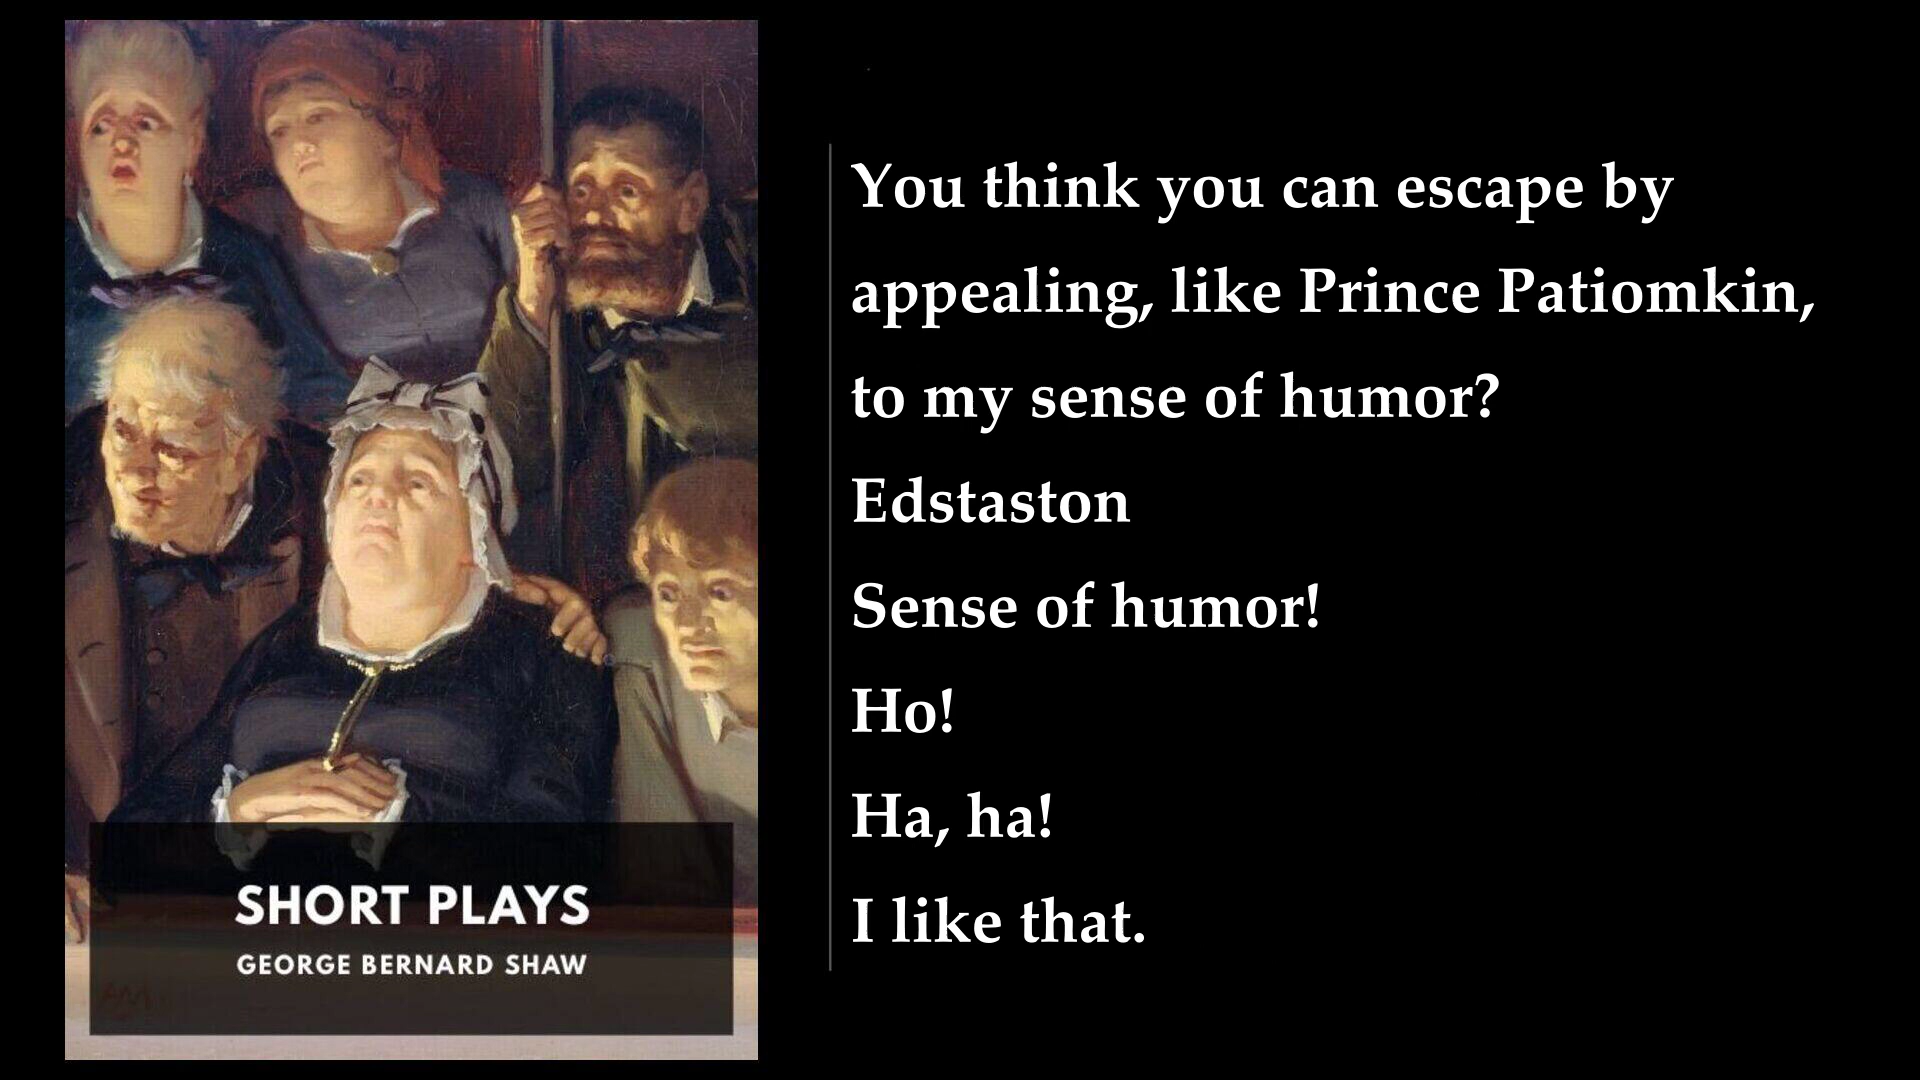 You think you can escape by
appealing, like Prince Patiomkin,
to my sense of humor?
Edstaston
Sense of humor!
Ho!
Ha, ha!
I like that.
SHORT PLAYS
GEORGE BERNARD SHAW